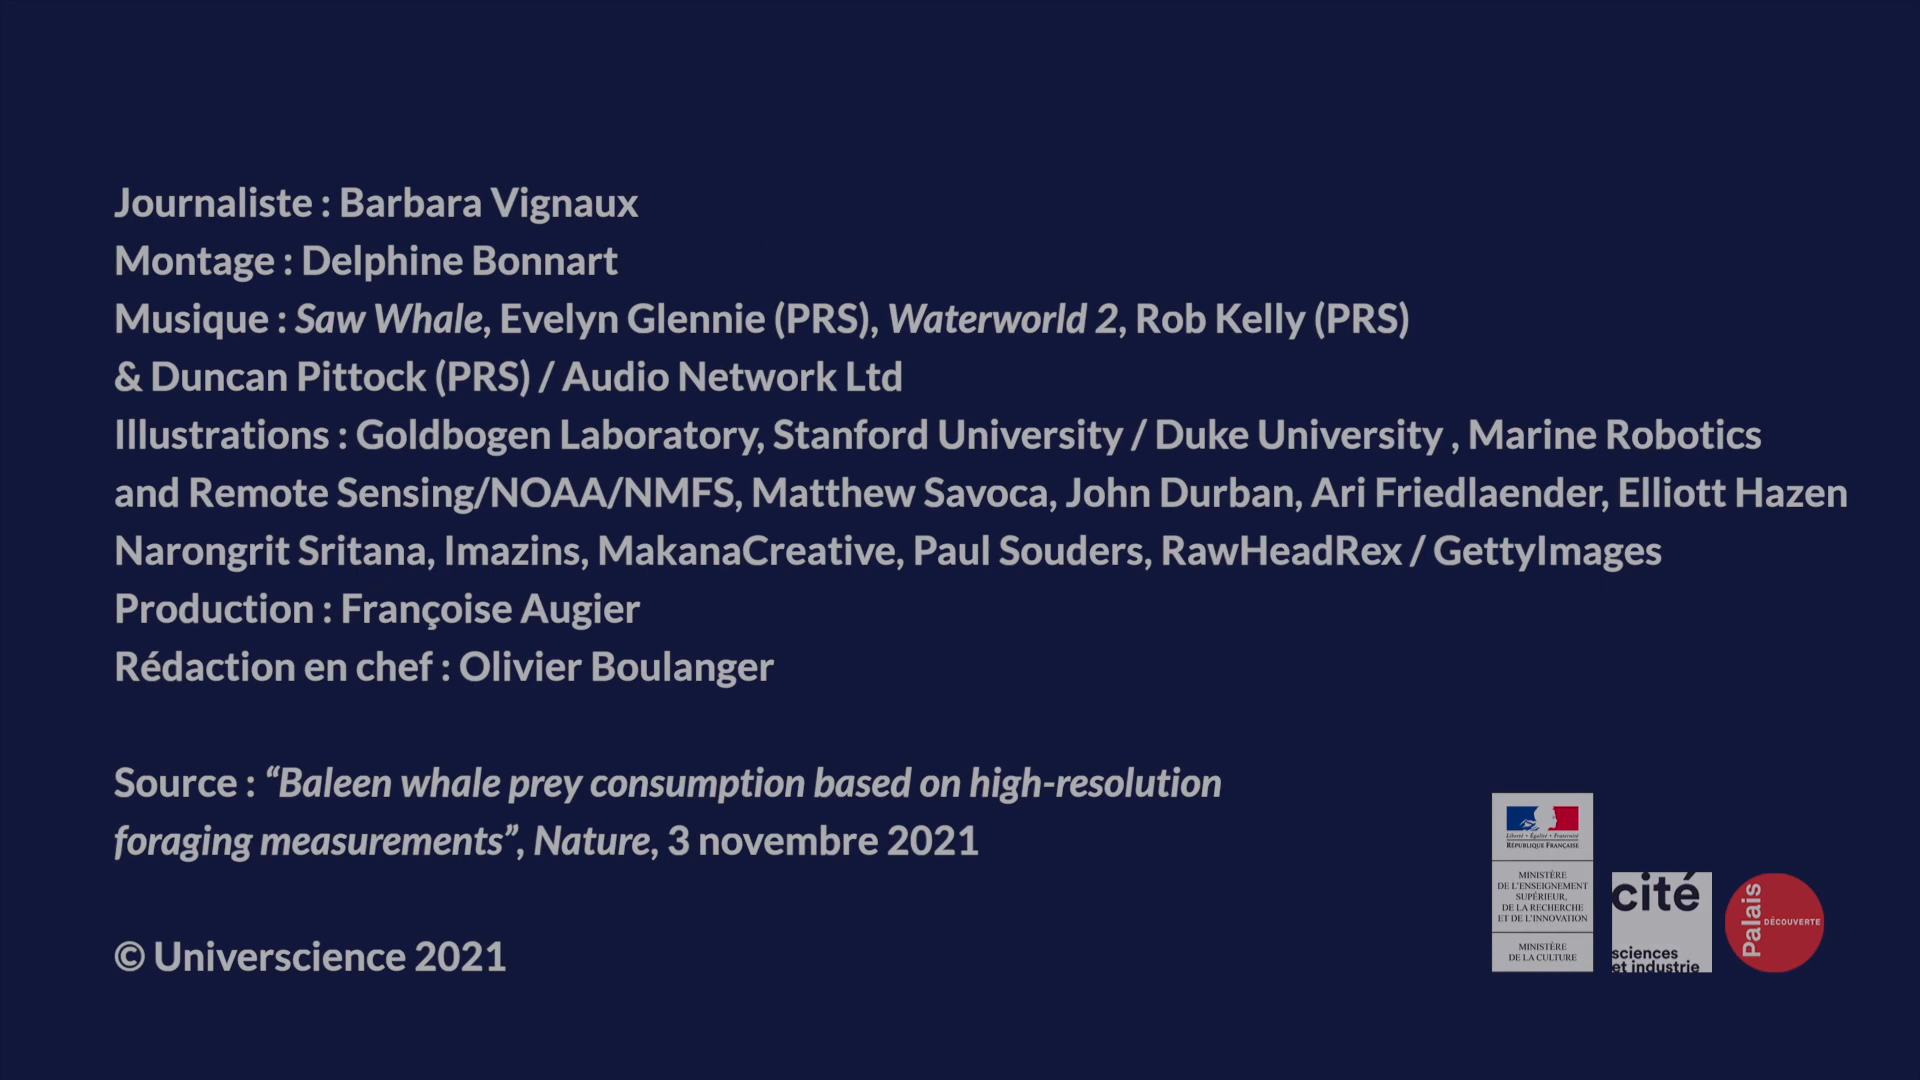 Journaliste : Barbara Vignaux
Montage : Delphine Bonnart
Musique : Saw Whale, Evelyn Glennie (PRS), Waterworld 2, Rob Kelly (PRS)
& Duncan Pittock (PRS) / Audio Network Ltd
Illustrations : Goldbogen Laboratory, Stanford University / Duke University , Marine Robotics
and Remote Sensing/NOAA/NMFS, Matthew Savoca, John Durban, Ari Friedlaender, Elliott Hazen
Narongrit Sritana, Imazins, MakanaCreative, Paul Souders, RawHeadRex / GettyImages
Production : Françoise Augier
Rédaction en chef : Olivier Boulanger
Source : “Baleen whale prey consumption based on high-resolution
foraging measurements”, Nature, 3 novembre 2021
© Universcience 2021
Liberté • Égalité • Fraternité
RÉPUBLIQUE FRANÇAISE
MINISTÈRE
DE L'ENSEIGNEMENT
SUPÉRIEUR,
DE LA RECHERCHE
ET DE L'INNOVATION
MINISTÈRE
DE LA CULTURE
cité
sciences
et industrie
Palais
DÉCOUVERTE